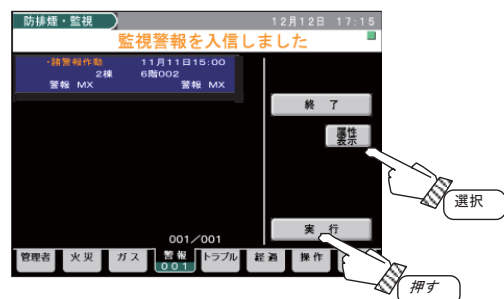 防排煙・監視
12月12日 17:15
監視警報を入信しました
・諸警報作動 11月11日15:00
2棟 6階002
警報 MX 警報 MX
終 了
属性
表示
選択
001/001
実 行
管理者 火災 ガス 警報 トラブル 経過 操作
001
押す